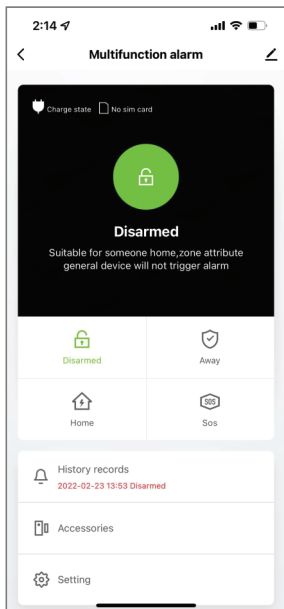 2:14
Multifunction alarm
Charge state No sim card
Disarmed
Suitable for someone home,zone attribute
general device will not trigger alarm
Disarmed
Away
Home
SOS
Sos
History records
2022-02-23 13:53 Disarmed
Accessories
Setting